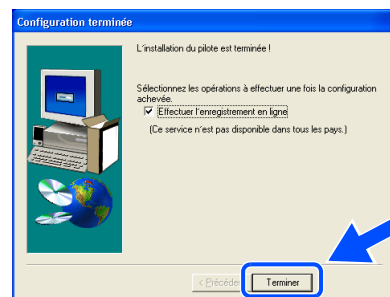 Configuration terminée
L'installation du pilote est terminée !
Sélectionnez les opérations à effectuer une fois la configuration
achevée.
Effectuer l'enregistrement en ligne
(Ce service n'est pas disponible dans tous les pays.)
Terminer